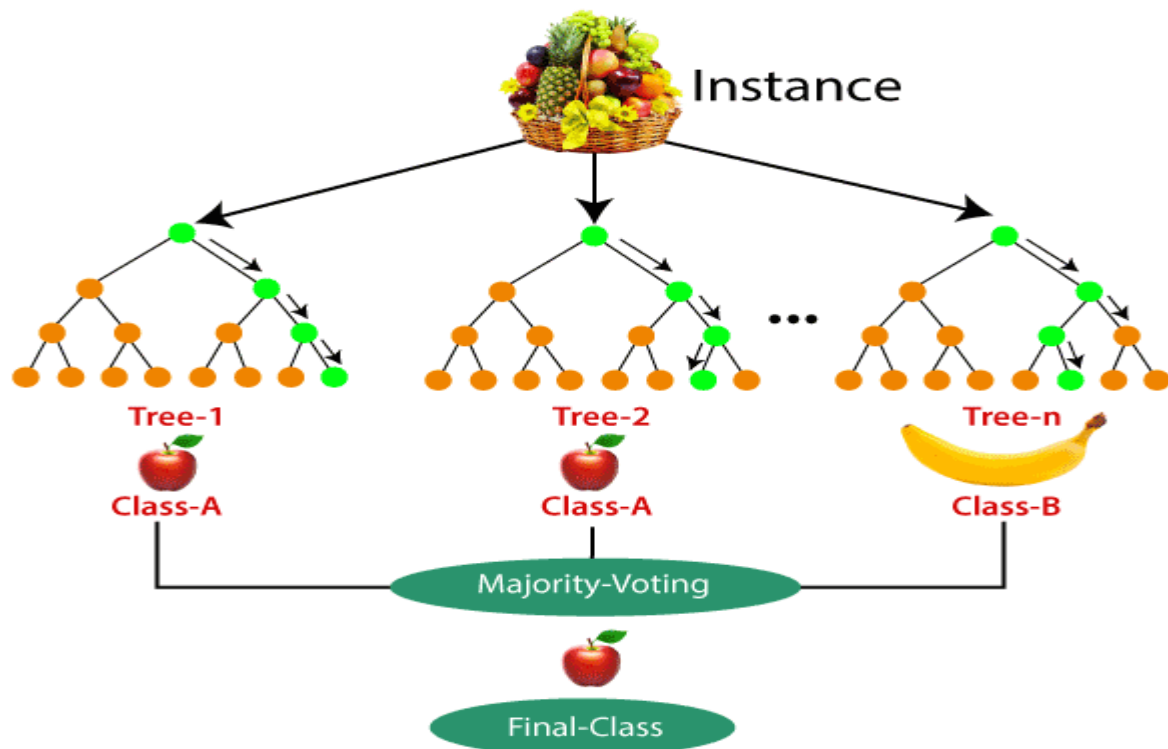 Instance
Tree-1
Tree-2
Tree-n
Class-A
Class-A
Class-B
Majority-Voting
Final-Class